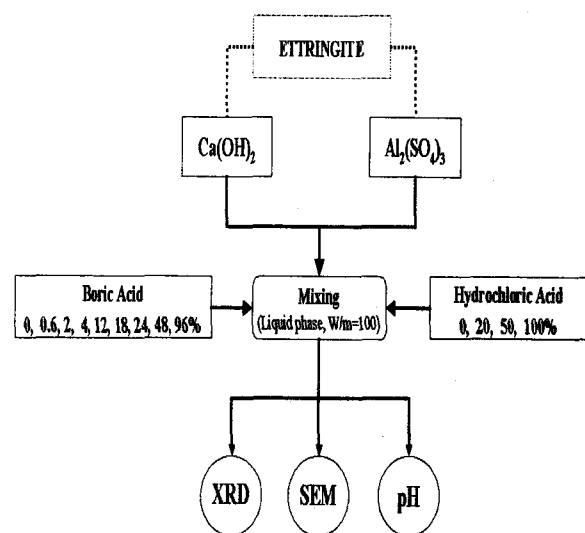 ETTRINGITE
Ca(OH)₂
Al₂(SO₄)₃
Boric Acid
0, 0.6, 2, 4, 12, 18, 24, 48, 96%
Mixing
(Liquid phase, W/m=100)
Hydrochloric Acid
0, 20, 50, 100%
XRD
SEM
pH